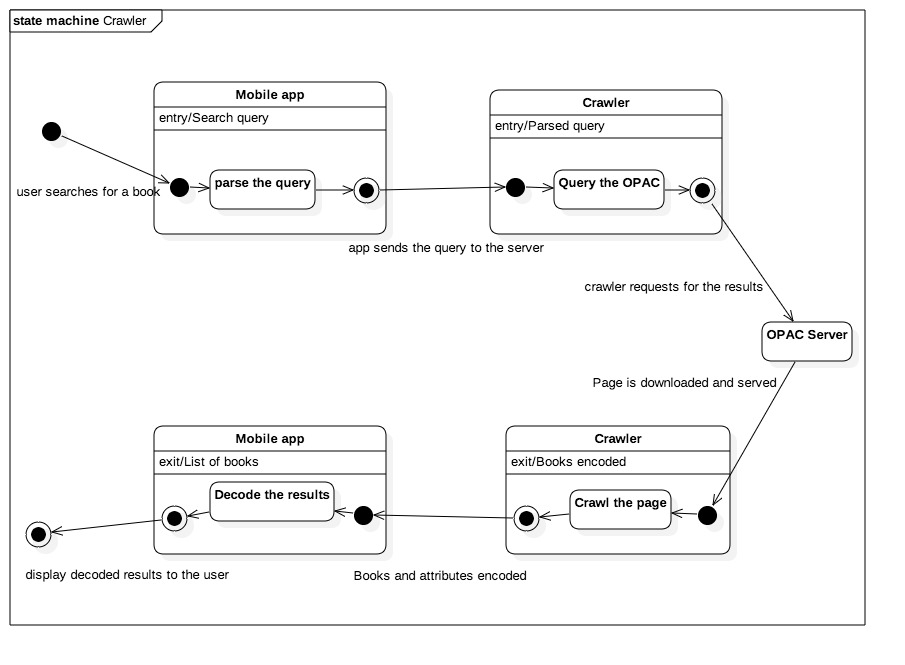 state machine Crawler
Mobile app
entry/Search query
parse the query
user searches for a book
Crawler
entry/Parsed query
Query the OPAC
app sends the query to the server
crawler requests for the results
OPAC Server
Page is downloaded and served
Crawler
exit/Books encoded
Crawl the page
Books and attributes encoded
Mobile app
exit/List of books
Decode the results
display decoded results to the user